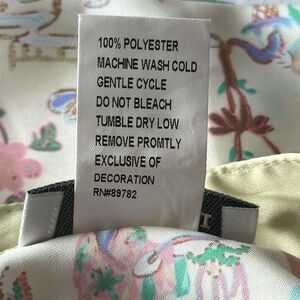 100% POLYESTER
MACHINE WASH COLD
GENTLE CYCLE
DO NOT BLEACH
TUMBLE DRY LOW
REMOVE PROMTLY
EXCLUSIVE OF
DECORATION
RN#89782